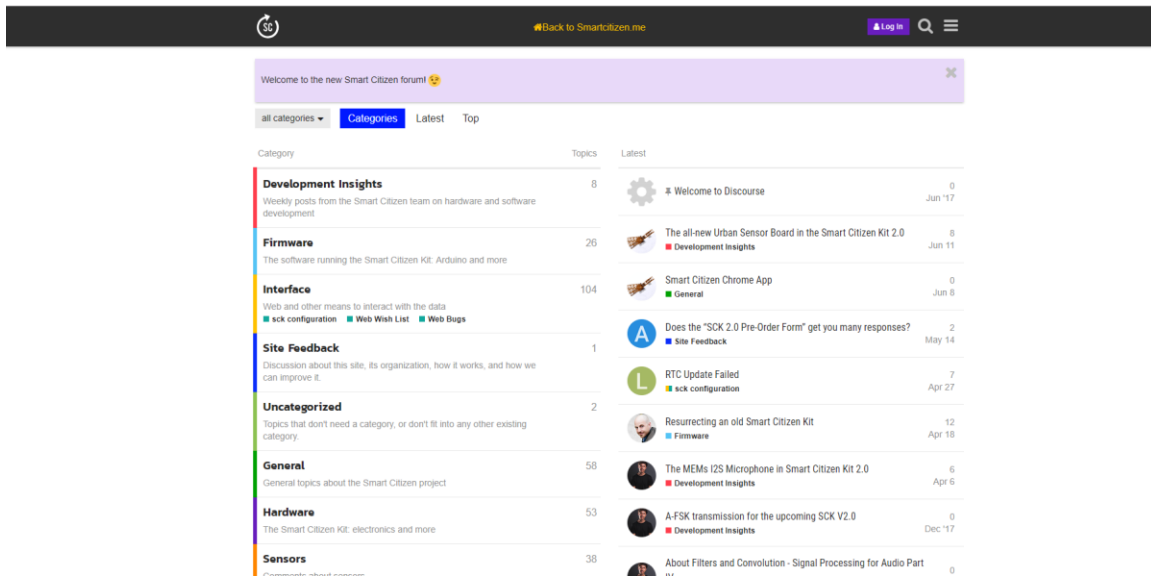 SC
Back to Smartcitizen.me
Log In
Welcome to the new Smart Citizen forum!
all categories
Categories
Latest
Top
Category
Topics
Development Insights
8
Weekly posts from the Smart Citizen team on hardware and software
development
Firmware
26
The software running the Smart Citizen Kit: Arduino and more
Interface
104
Web and other means to interact with the data
sck configuration
Web Wish List
Web Bugs
Site Feedback
1
Discussion about this site, its organization, how it works, and how we
can improve it.
Uncategorized
2
Topics that don't need a category, or don't fit into any other existing
category.
General
58
General topics about the Smart Citizen project
Hardware
53
The Smart Citizen Kit: electronics and more
Sensors
38
Comments about sensors
Latest
Welcome to Discourse
0
Jun '17
The all-new Urban Sensor Board in the Smart Citizen Kit 2.0
8
Development Insights
Jun 11
Smart Citizen Chrome App
0
General
Jun 8
A
Does the "SCK 2.0 Pre-Order Form" get you many responses?
2
Site Feedback
May 14
L
RTC Update Failed
7
sck configuration
Apr 27
Resurrecting an old Smart Citizen Kit
12
Firmware
Apr 18
The MEMs I2S Microphone in Smart Citizen Kit 2.0
6
Development Insights
Apr 6
A-FSK transmission for the upcoming SCK V2.0
0
Development Insights
Dec '17
About Filters and Convolution - Signal Processing for Audio Part
IV
0